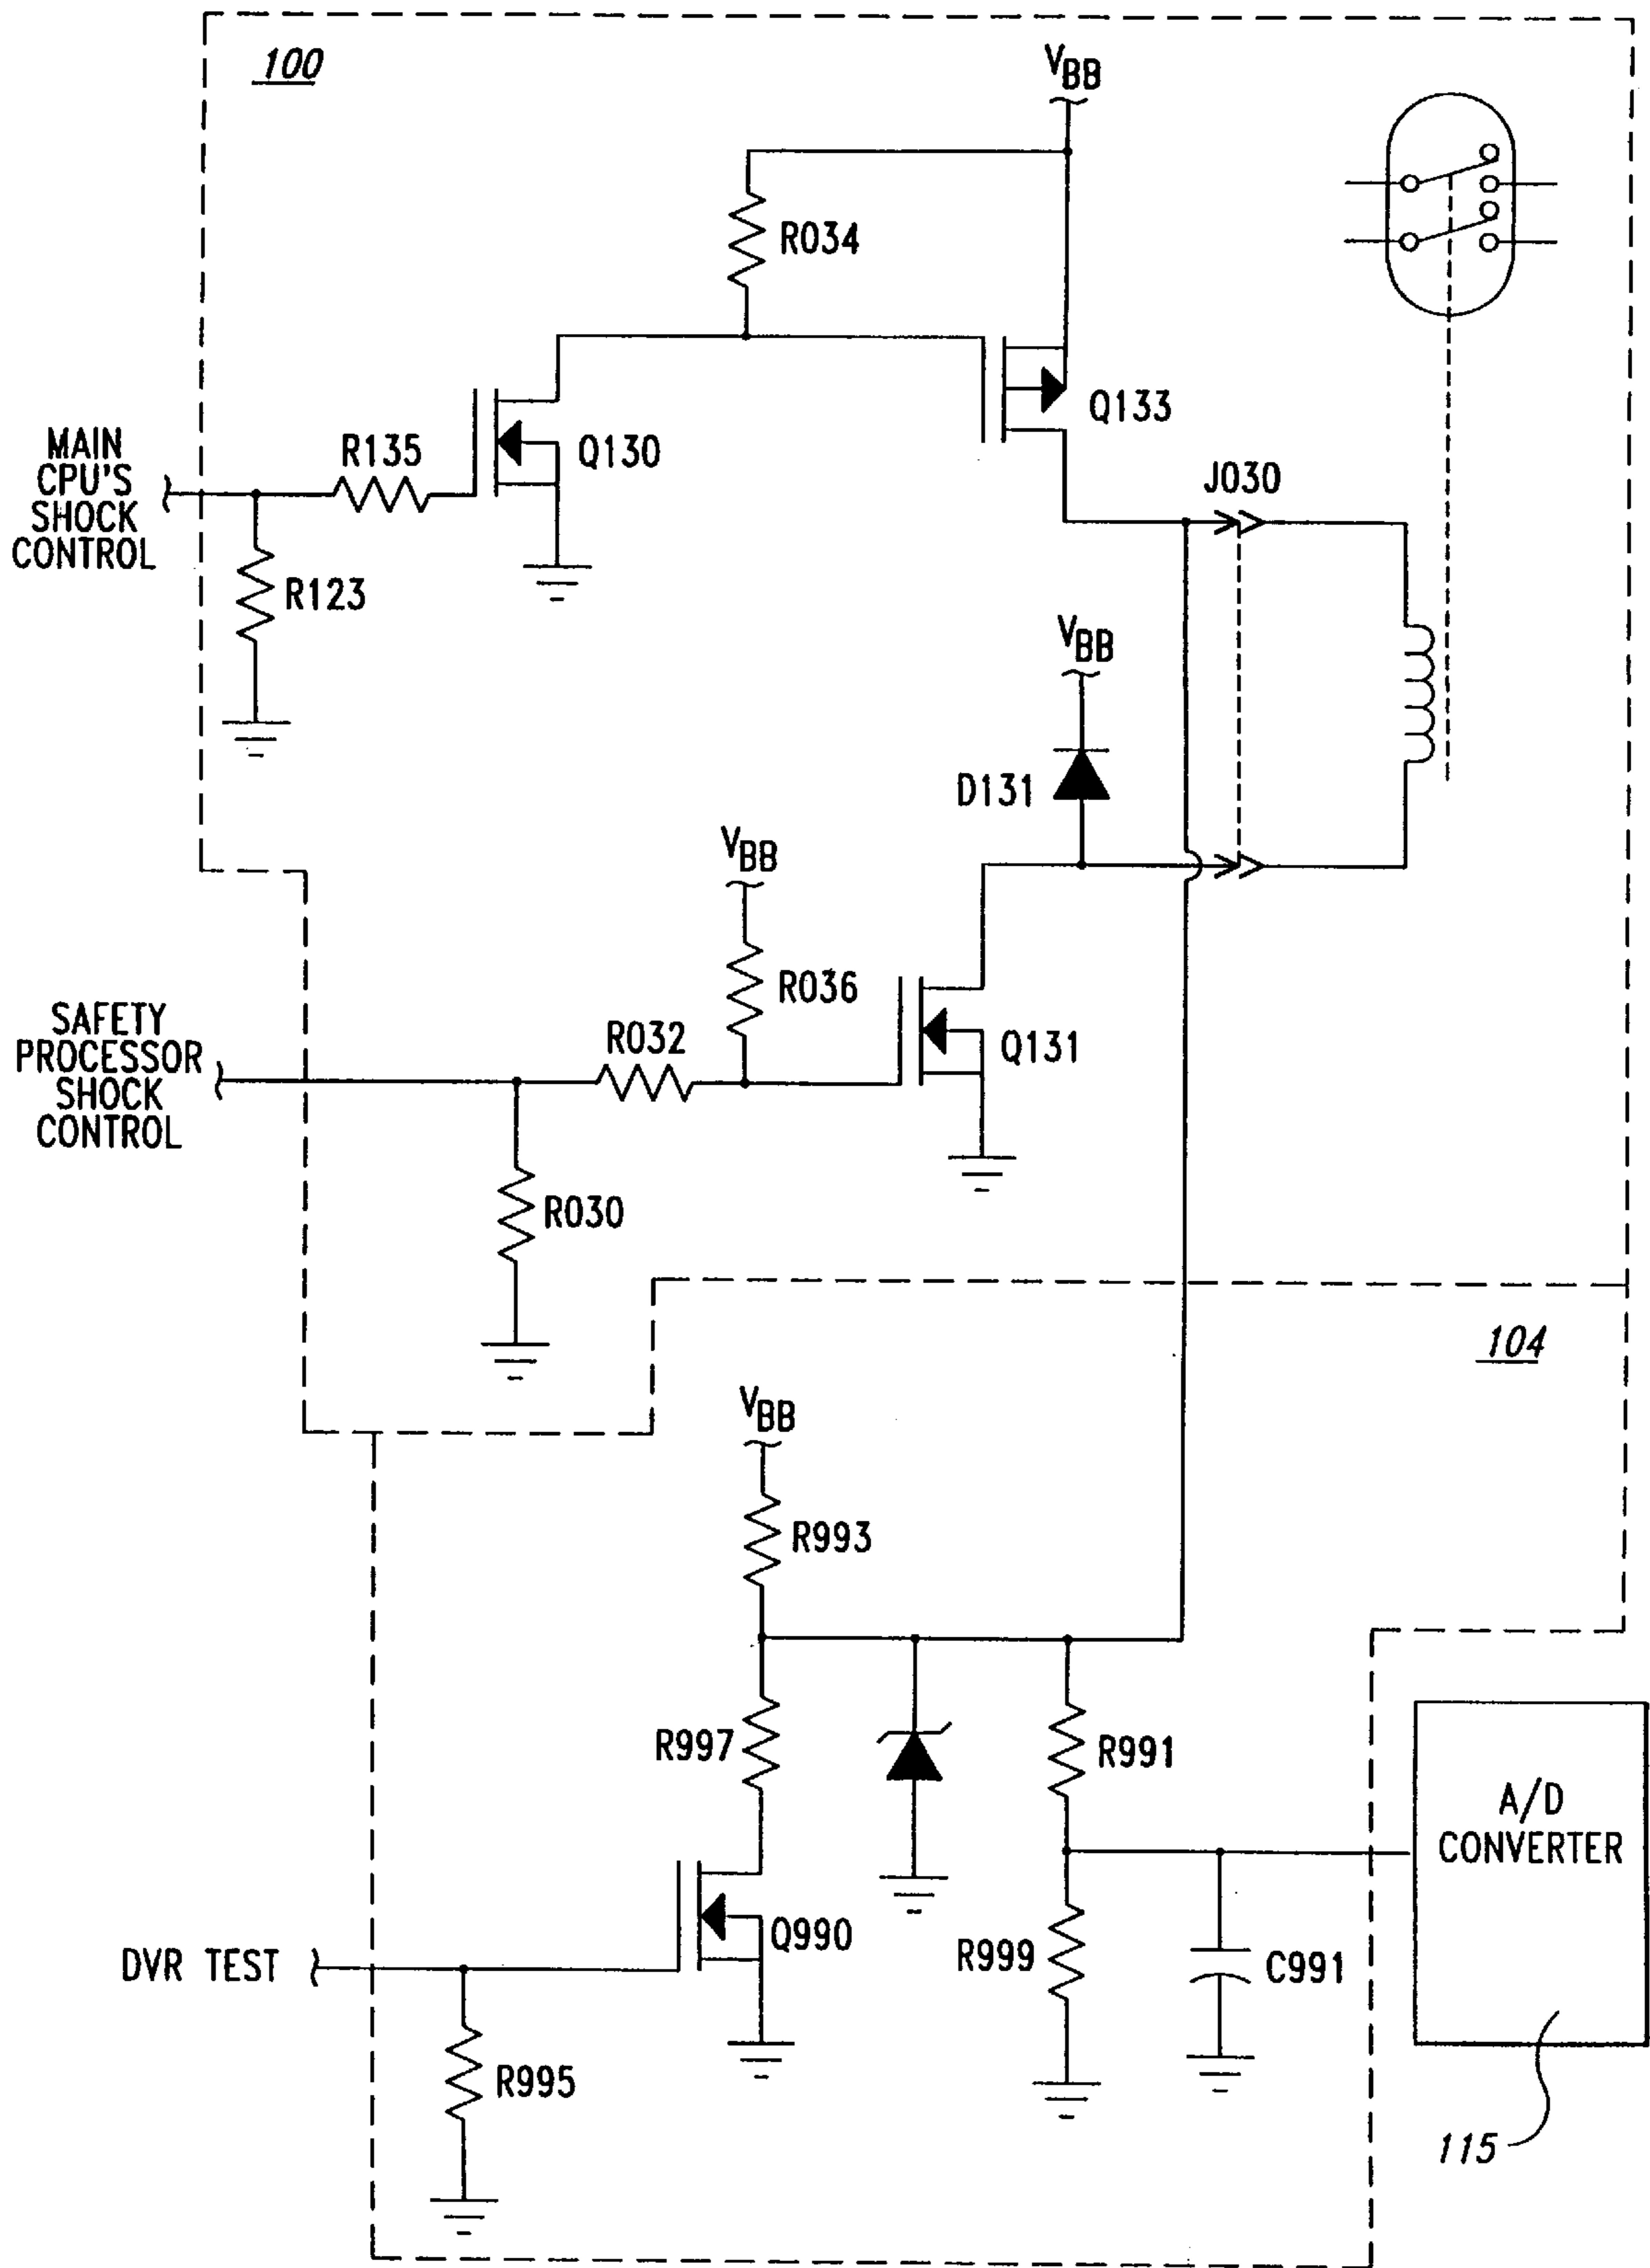 100
VBB
R034
Q133
MAIN
CPU'S
SHOCK
CONTROL
R135
Q130
J030
R123
VBB
D131
VBB
R036
SAFETY
PROCESSOR
SHOCK
CONTROL
R032
Q131
R030
104
VBB
R993
R997
R991
A/D
CONVERTER
DVR TEST
Q990
R999
C991
R995
115